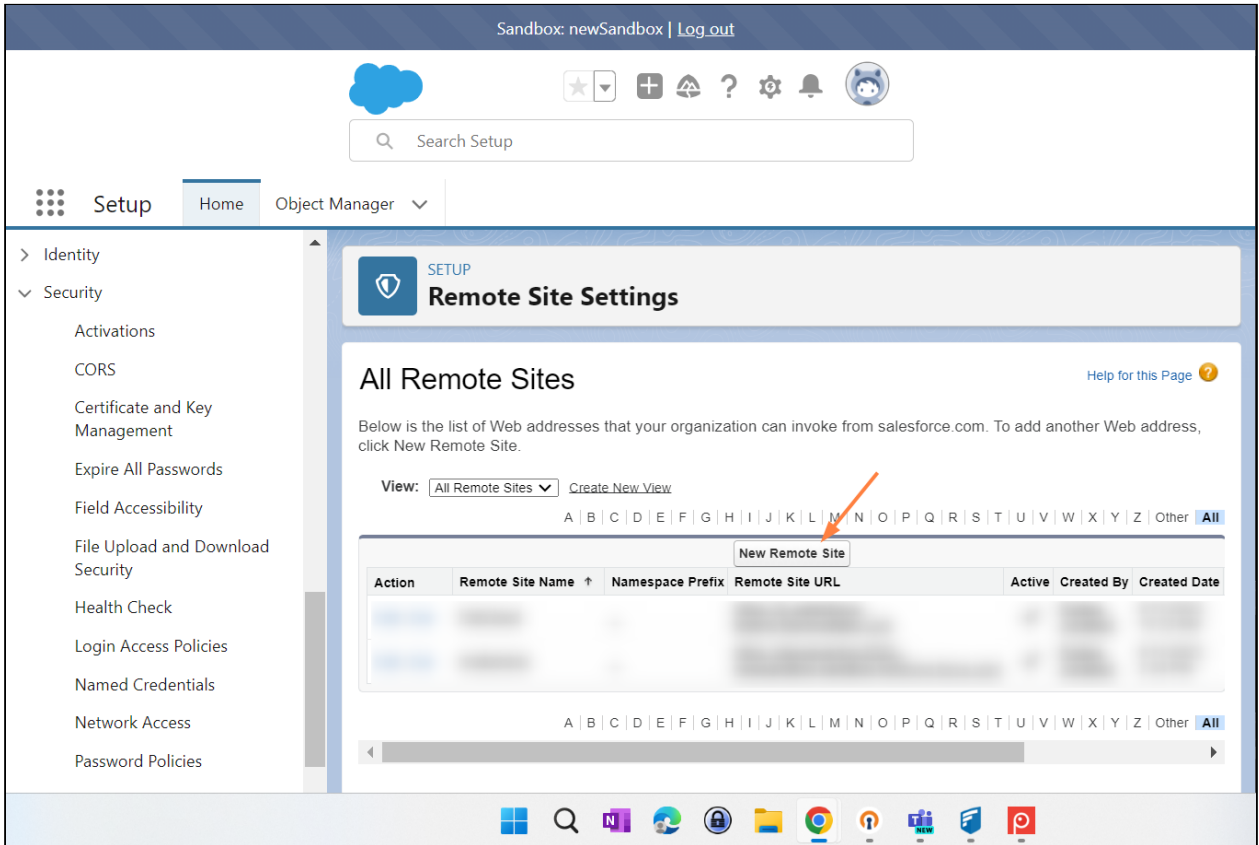 Sandbox: newSandbox | Log out
Search Setup
Setup Home Object Manager
Identity
Security
Activations
CORS
Certificate and Key
Management
Expire All Passwords
Field Accessibility
File Upload and Download
Security
Health Check
Login Access Policies
Named Credentials
Network Access
Password Policies
SETUP
Remote Site Settings
All Remote Sites
Help for this Page ?
Below is the list of Web addresses that your organization can invoke from salesforce.com. To add another Web address,
click New Remote Site.
View: All Remote Sites Create New View
A | B | C | D | E | F | G | H | I | J | K | L | M | N | O | P | Q | R | S | T | U | V | W | X | Y | Z | Other All
New Remote Site
Action Remote Site Name ↑ Namespace Prefix Remote Site URL Active Created By Created Date
A | B | C | D | E | F | G | H | I | J | K | L | M | N | O | P | Q | R | S | T | U | V | W | X | Y | Z | Other All
N
NEW